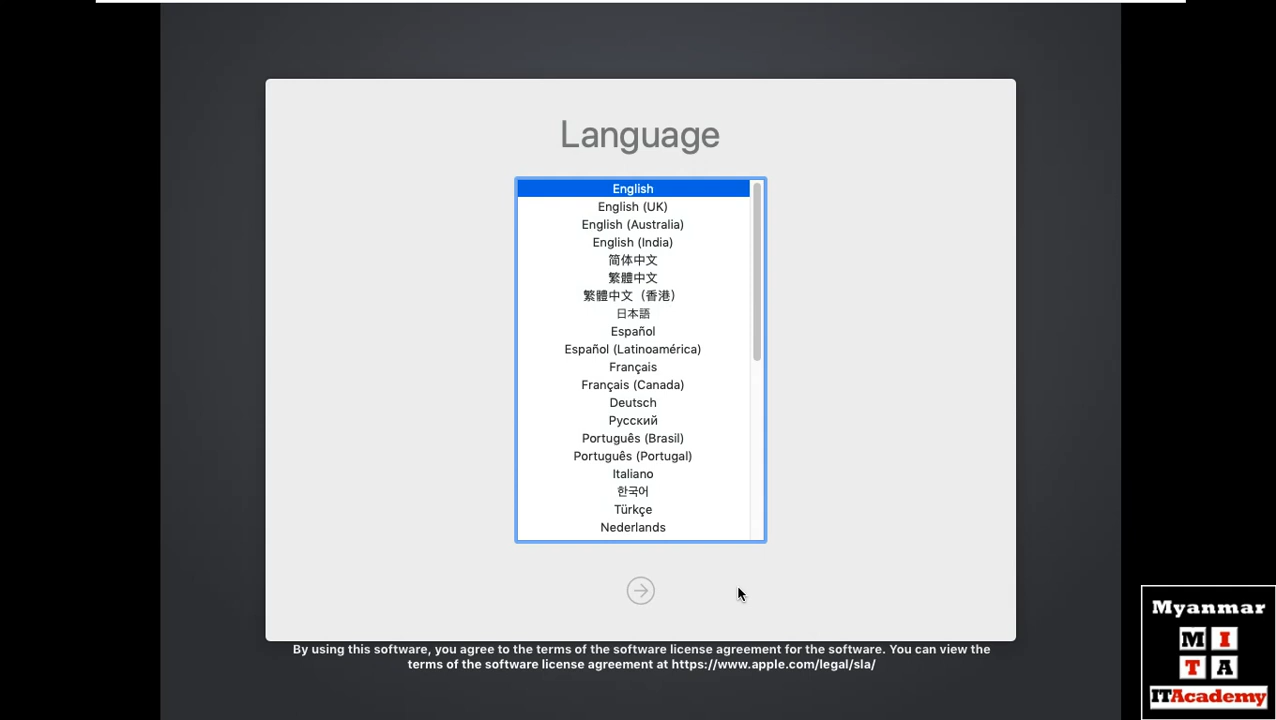 Language
English
English (UK)
English (Australia)
English (India)
简体中文
繁體中文
繁體中文（香港）
日本語
Español
Español (Latinoamérica)
Français
Français (Canada)
Deutsch
Русский
Português (Brasil)
Português (Portugal)
Italiano
한국어
Türkçe
Nederlands
By using this software, you agree to the terms of the software license agreement for the software. You can view the
terms of the software license agreement at https://www.apple.com/legal/sla/
Myanmar
M I
T A
ITAcademy